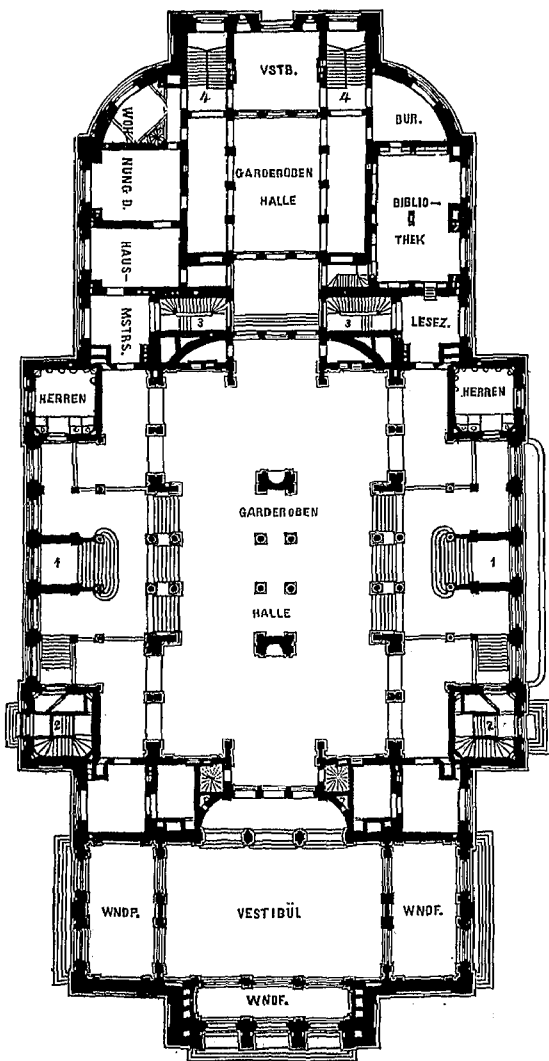 VSTB.
4
4
WOH
BUR.
NUNG D.
GARDEROBEN
HALLE
BIBLIO-
THEK
HAUS-
MSTRS.
3
3
LESEZ.
HERREN
HERREN
GARDEROBEN
1
1
HALLE
2
2
WNDF.
VESTIBÜL
WNDF.
WNDF.